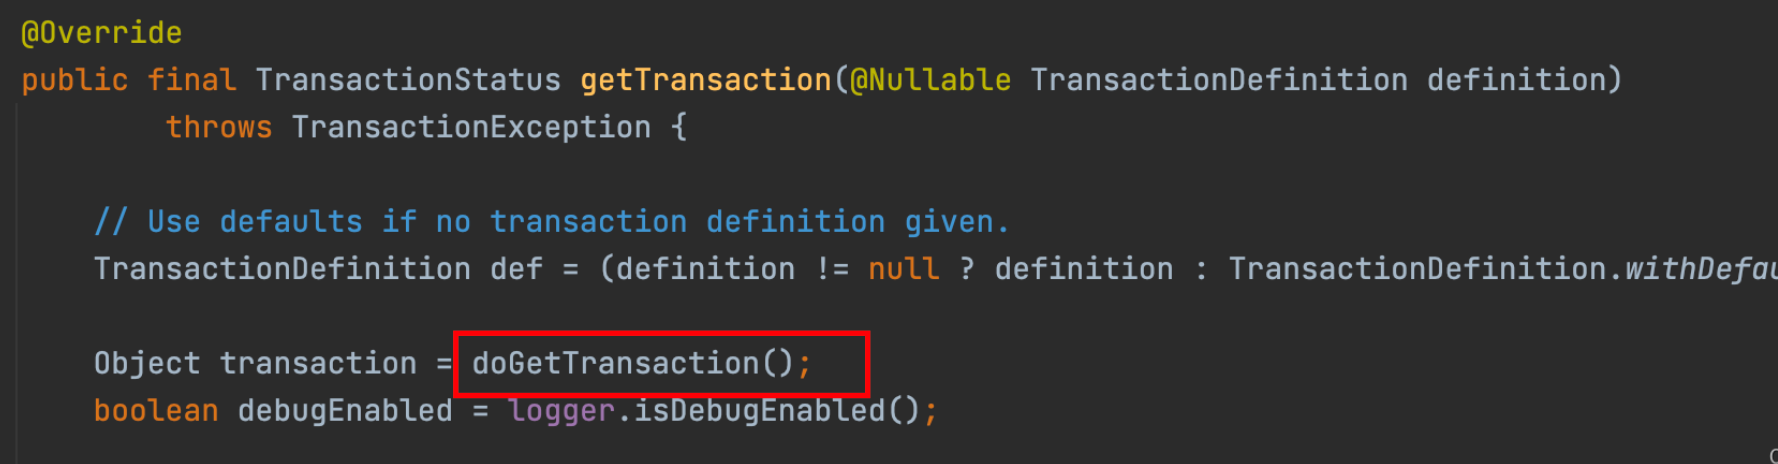 @Override
public final TransactionStatus getTransaction(@Nullable TransactionDefinition definition)
throws TransactionException {
// Use defaults if no transaction definition given.
TransactionDefinition def = (definition != null ? definition : TransactionDefinition.
Object transaction = doGetTransaction();
boolean debugEnabled = logger.isDebugEnabled();